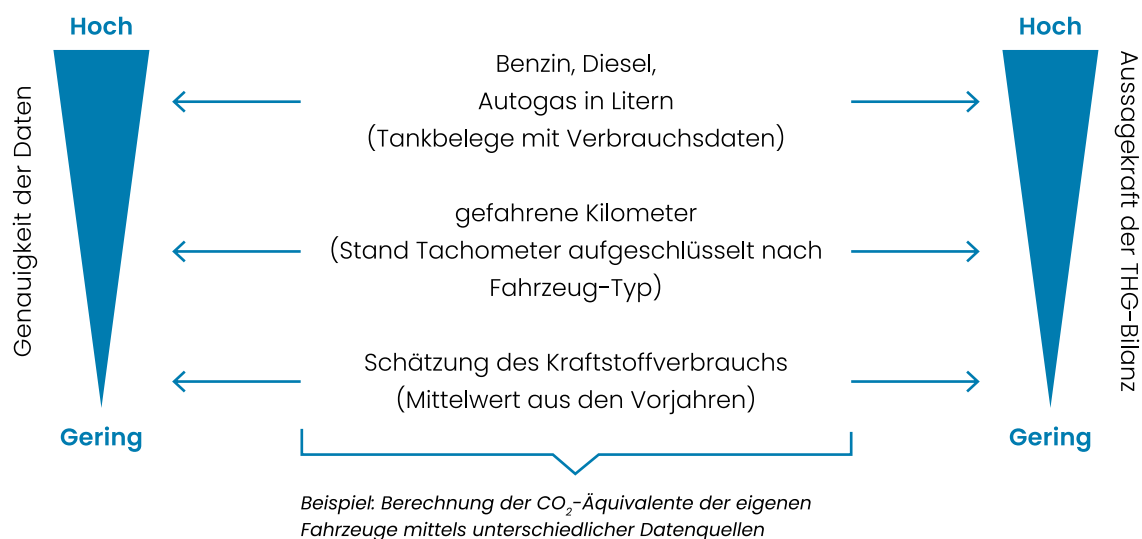 Hoch
Hoch
Genauigkeit der Daten
Benzin, Diesel,
Autogas in Litern
(Tankbelege mit Verbrauchsdaten)
gefahrene Kilometer
(Stand Tachometer aufgeschlüsselt nach
Fahrzeug-Typ)
Schätzung des Kraftstoffverbrauchs
(Mittelwert aus den Vorjahren)
Aussagekraft der THG-Bilanz
Gering
Gering
Beispiel: Berechnung der CO₂-Äquivalente der eigenen
Fahrzeuge mittels unterschiedlicher Datenquellen